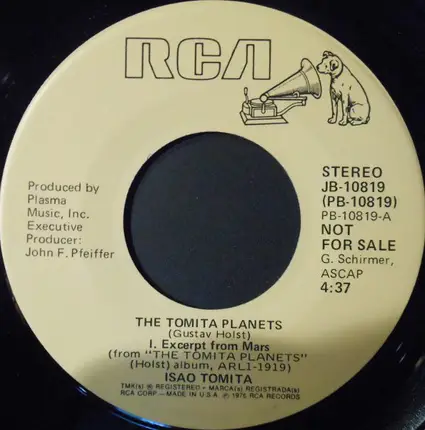 RCA
STEREO
JB-10819
(PB-10819)
PB-10819-A
NOT
FOR SALE
G. Schirmer,
ASCAP
4:37
Produced by
Plasma
Music, Inc.
Executive
Producer:
John F. Pfeiffer
THE TOMITA PLANETS
(Gustav Holst)
I. Excerpt from Mars
(from "THE TOMITA PLANETS"
(Holst) album, ARL1-1919)
ISAO TOMITA
TMK(s) ® REGISTERED • MARCA(s) REGISTRADA(s)
RCA CORP.—MADE IN U.S.A. ℗ 1976 RCA RECORDS